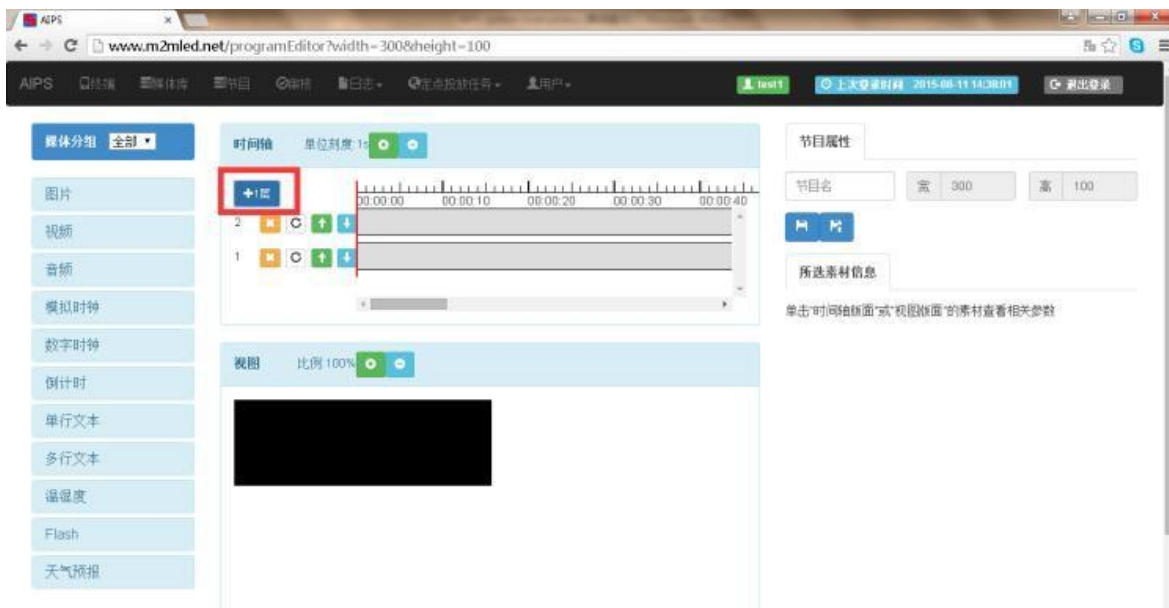 AIPS
www.m2mled.net/programEditor?width=300&height=100
AIPS 终端 媒体库 节目 审核 日志 定点投放任务 用户 test1 上次登录时间 2015-06-11 14:38:01 退出登录
媒体分组 全部
图片
视频
音频
模拟时钟
数字时钟
倒计时
单行文本
多行文本
温湿度
Flash
天气预报
时间轴 单位刻度:1s
+1层
00:00:00 00:00:10 00:00:20 00:00:30 00:00:40
2
1
视图 比例:100%
节目属性
节目名 宽 300 高 100
所选素材信息
单击"时间轴版面"或"视图版面"的素材查看相关参数